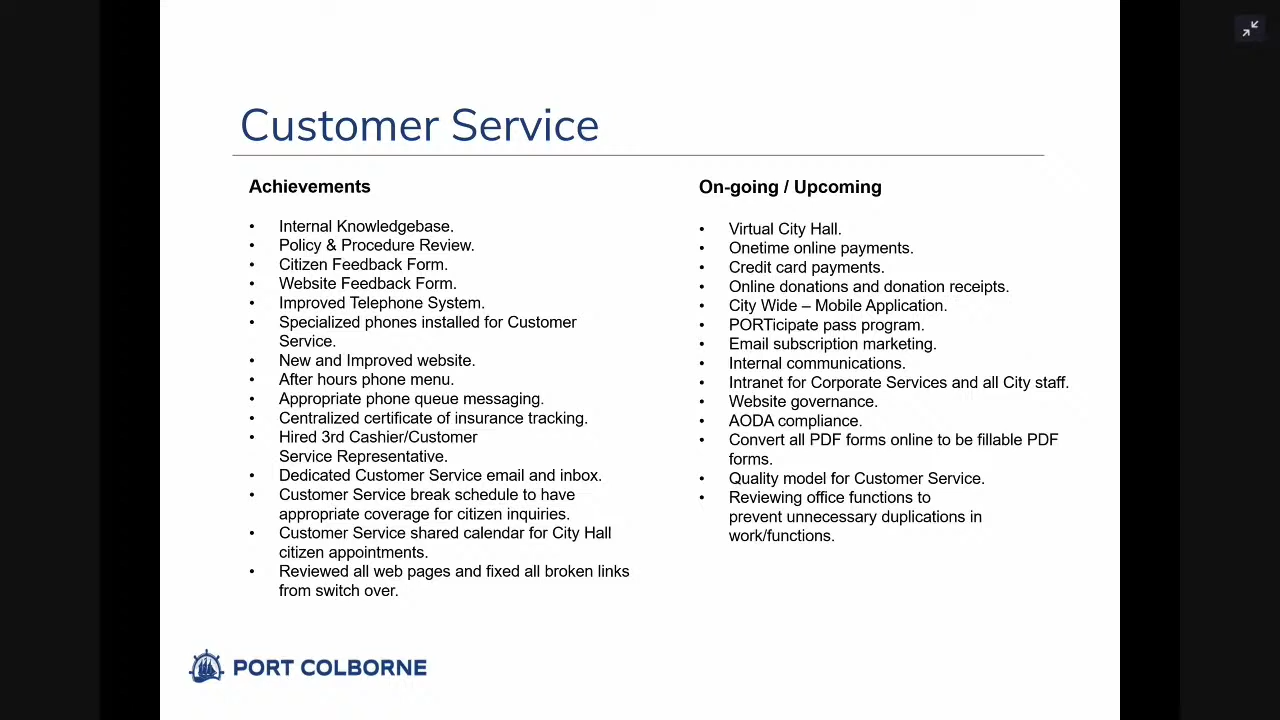 Customer Service
Achievements
• Internal Knowledgebase.
• Policy & Procedure Review.
• Citizen Feedback Form.
• Website Feedback Form.
• Improved Telephone System.
• Specialized phones installed for Customer
Service.
• New and Improved website.
• After hours phone menu.
• Appropriate phone queue messaging.
• Centralized certificate of insurance tracking.
• Hired 3rd Cashier/Customer
Service Representative.
• Dedicated Customer Service email and inbox.
• Customer Service break schedule to have
appropriate coverage for citizen inquiries.
• Customer Service shared calendar for City Hall
citizen appointments.
• Reviewed all web pages and fixed all broken links
from switch over.
On-going / Upcoming
• Virtual City Hall.
• Onetime online payments.
• Credit card payments.
• Online donations and donation receipts.
• City Wide – Mobile Application.
• PORTicipate pass program.
• Email subscription marketing.
• Internal communications.
• Intranet for Corporate Services and all City staff.
• Website governance.
• AODA compliance.
• Convert all PDF forms online to be fillable PDF
forms.
• Quality model for Customer Service.
• Reviewing office functions to
prevent unnecessary duplications in
work/functions.
PORT COLBORNE